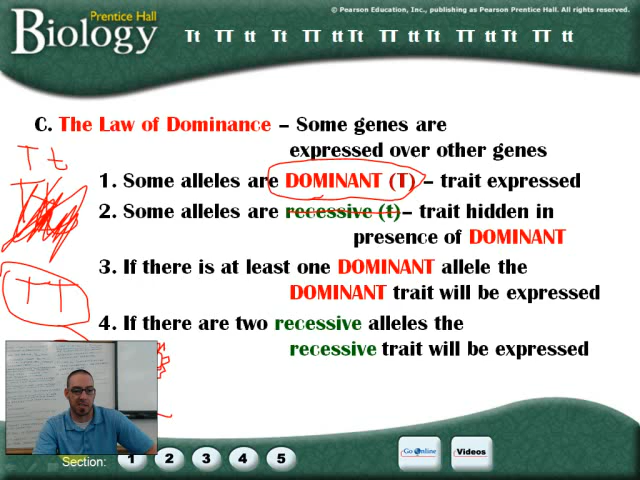 Prentice Hall
Biology
© Pearson Education, Inc., publishing as Pearson Prentice Hall. All rights reserved.
Tt TT tt Tt TT tt Tt TT tt Tt TT tt Tt TT tt
C. The Law of Dominance – Some genes are
expressed over other genes
T t
1. Some alleles are DOMINANT (T) – trait expressed
2. Some alleles are recessive (t) – trait hidden in
presence of DOMINANT
TT
3. If there is at least one DOMINANT allele the
DOMINANT trait will be expressed
4. If there are two recessive alleles the
recessive trait will be expressed
Section: 1 2 3 4 5
Go Online
Videos